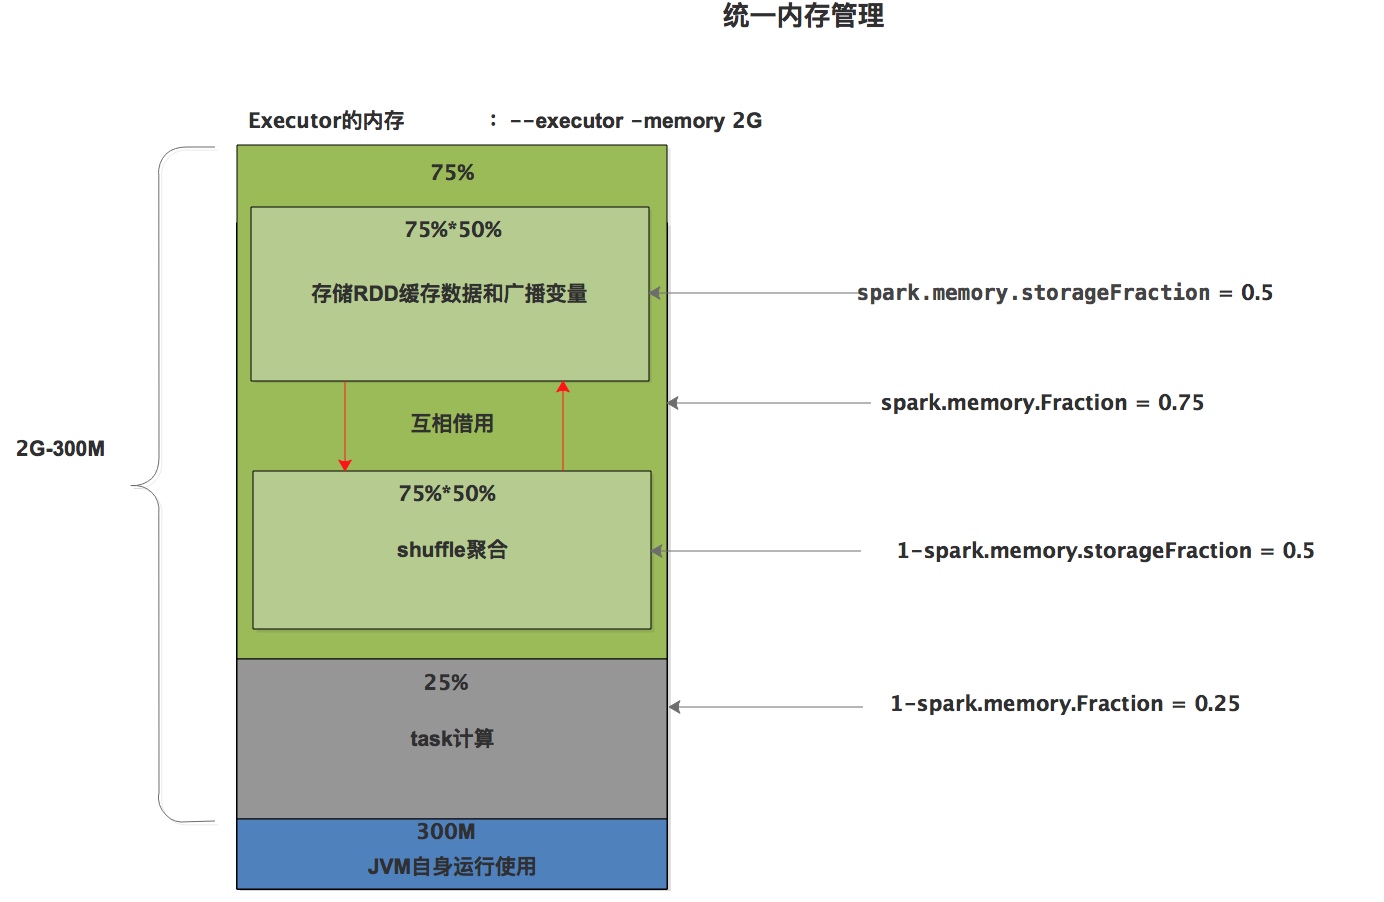 统一内存管理
Executor的内存 : --executor -memory 2G
75%
75%*50%
存储RDD缓存数据和广播变量
spark.memory.storageFraction = 0.5
spark.memory.Fraction = 0.75
互相借用
2G-300M
75%*50%
shuffle聚合
1-spark.memory.storageFraction = 0.5
25%
1-spark.memory.Fraction = 0.25
task计算
300M
JVM自身运行使用